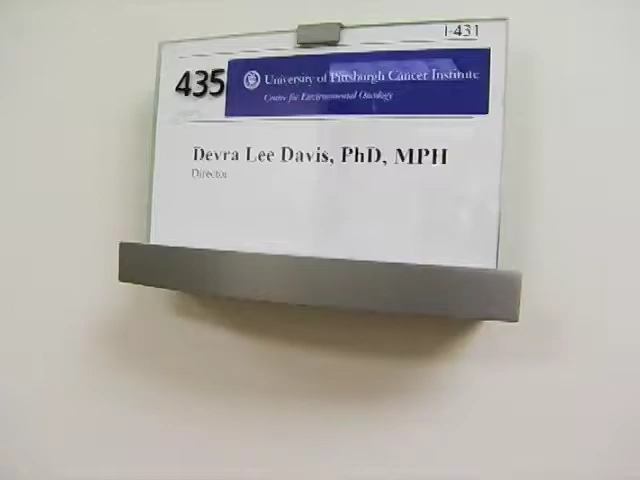 1-431
435
University of Pittsburgh Cancer Institute
Center for Environmental Oncology
Devra Lee Davis, PhD, MPH
Director